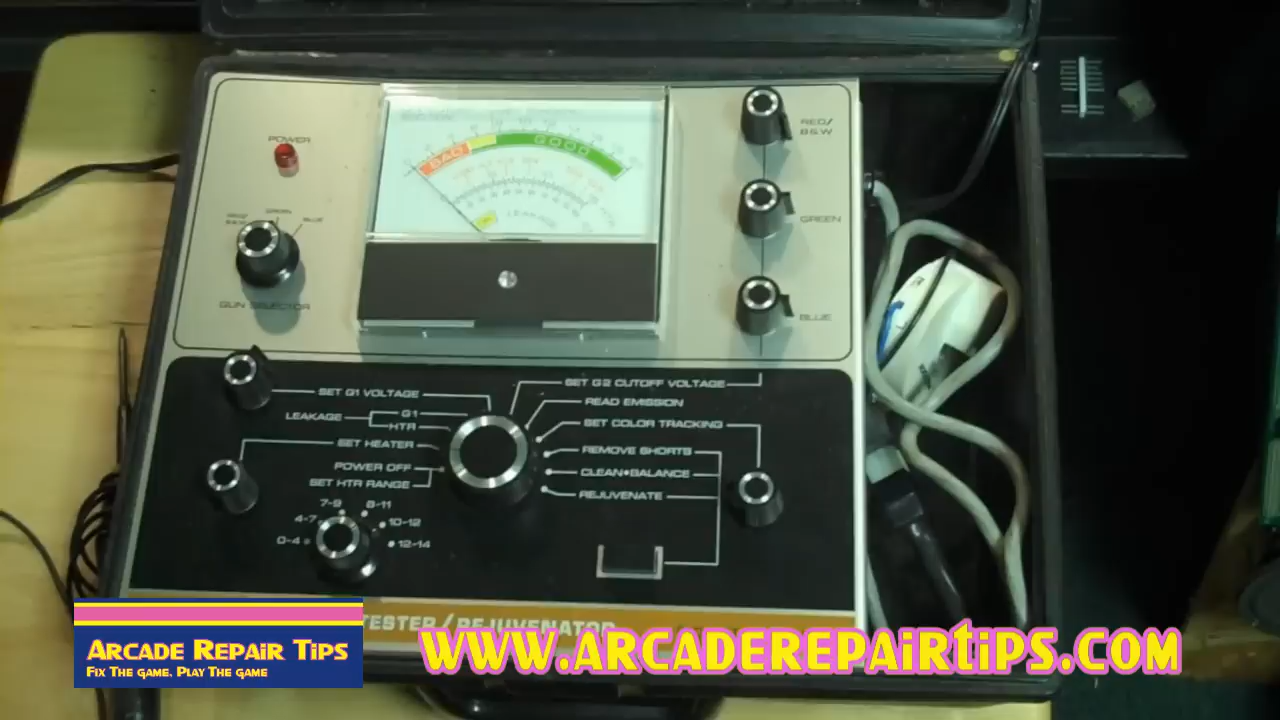 POWER
RED/
B&W
GREEN
BLUE
GUN SELECTOR
BAD
GOOD
LEAKAGE
RED/
B&W
GREEN
BLUE
SET G1 VOLTAGE
LEAKAGE
G1
HTR
SET HEATER
POWER OFF
SET HTR RANGE
0-4
4-7
7-9
8-11
10-12
12-14
SET G2 CUTOFF VOLTAGE
READ EMISSION
SET COLOR TRACKING
REMOVE SHORTS
CLEAN•BALANCE
REJUVENATE
TESTER/REJUVENATOR
ARCADE REPAIR TIPS
FIX THE GAME. PLAY THE GAME
WWW.ARCADEREPAIRTIPS.COM